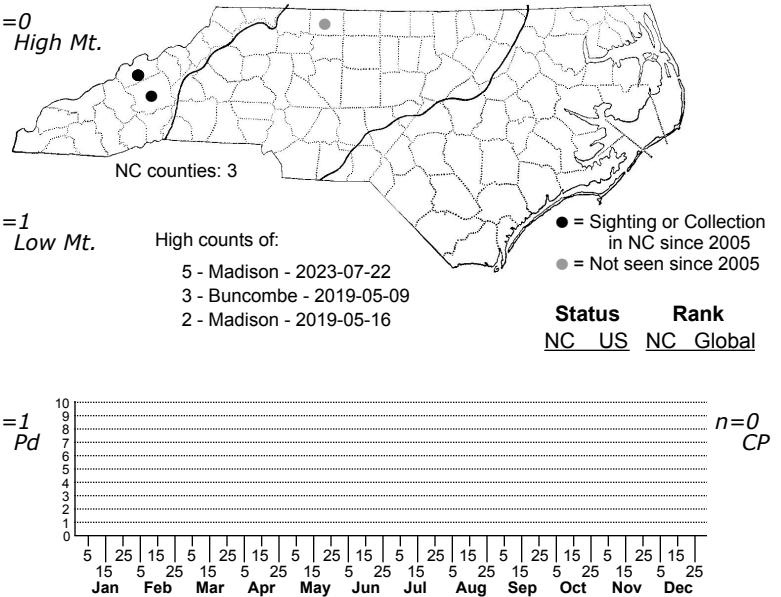 =0
High Mt.
NC counties: 3
=1
Low Mt.
High counts of:
5 - Madison - 2023-07-22
3 - Buncombe - 2019-05-09
2 - Madison - 2019-05-16
= Sighting or Collection
in NC since 2005
= Not seen since 2005
Status Rank
NC US NC Global
=1
Pd
n=0
CP
10
9
8
7
6
5
4
3
2
1
0
5 25 15 5 25 15 5 25 15 5 25 15 5 25 15 5 25 15
15 5 25 15 5 25 15 5 25 15 5 25 15 5 25 15 5 25
Jan Feb Mar Apr May Jun Jul Aug Sep Oct Nov Dec